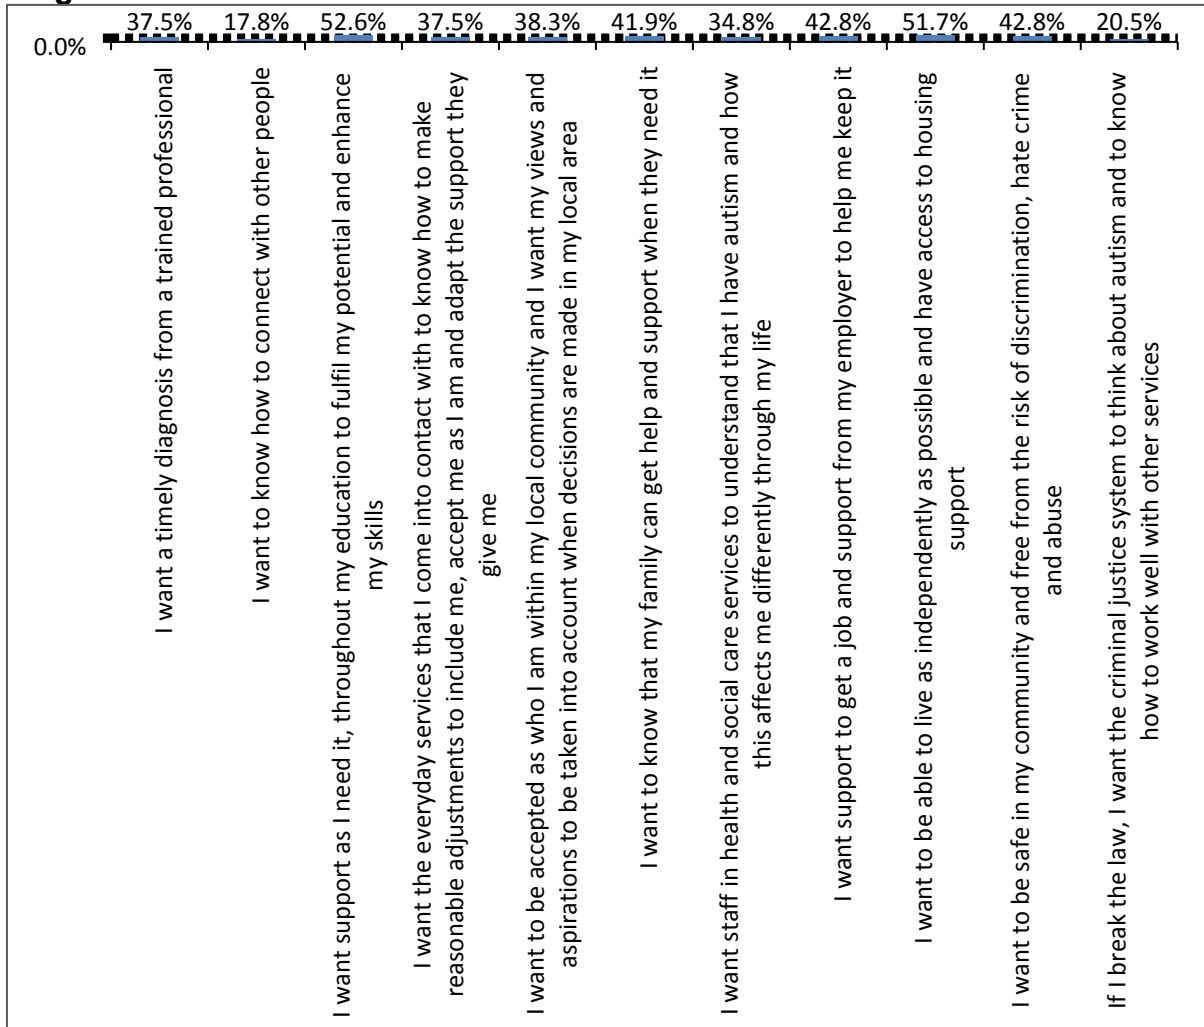 37.5% 17.8% 52.6% 37.5% 38.3% 41.9% 34.8% 42.8% 51.7% 42.8% 20.5%
0.0%
I want a timely diagnosis from a trained professional
I want to know how to connect with other people
I want support as I need it, throughout my education to fulfil my potential and enhance
my skills
I want the everyday services that I come into contact with to know how to make
reasonable adjustments to include me, accept me as I am and adapt the support they
give me
I want to be accepted as who I am within my local community and I want my views and
aspirations to be taken into account when decisions are made in my local area
I want to know that my family can get help and support when they need it
I want staff in health and social care services to understand that I have autism and how
this affects me differently through my life
I want support to get a job and support from my employer to help me keep it
I want to be able to live as independently as possible and have access to housing
support
I want to be safe in my community and free from the risk of discrimination, hate crime
and abuse
If I break the law, I want the criminal justice system to think about autism and to know
how to work well with other services